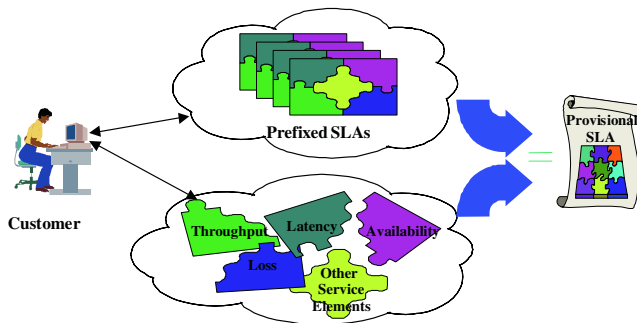 Prefixed SLAs
Provisional
SLA
Customer
Throughput
Latency
Availability
Loss
Other
Service
Elements